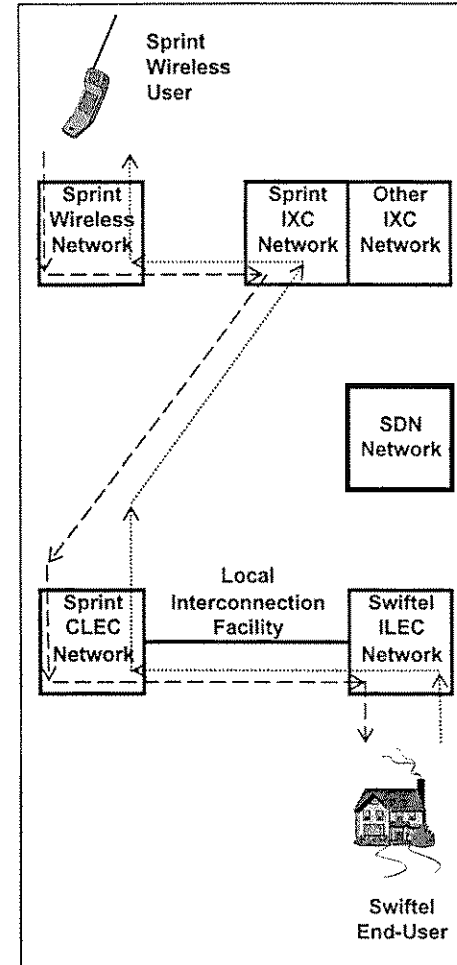 Sprint
Wireless
User
Sprint
Wireless
Network
Sprint
IXC
Network
Other
IXC
Network
SDN
Network
Local
Interconnection
Facility
Sprint
CLEC
Network
Swiftel
ILEC
Network
Swiftel
End-User